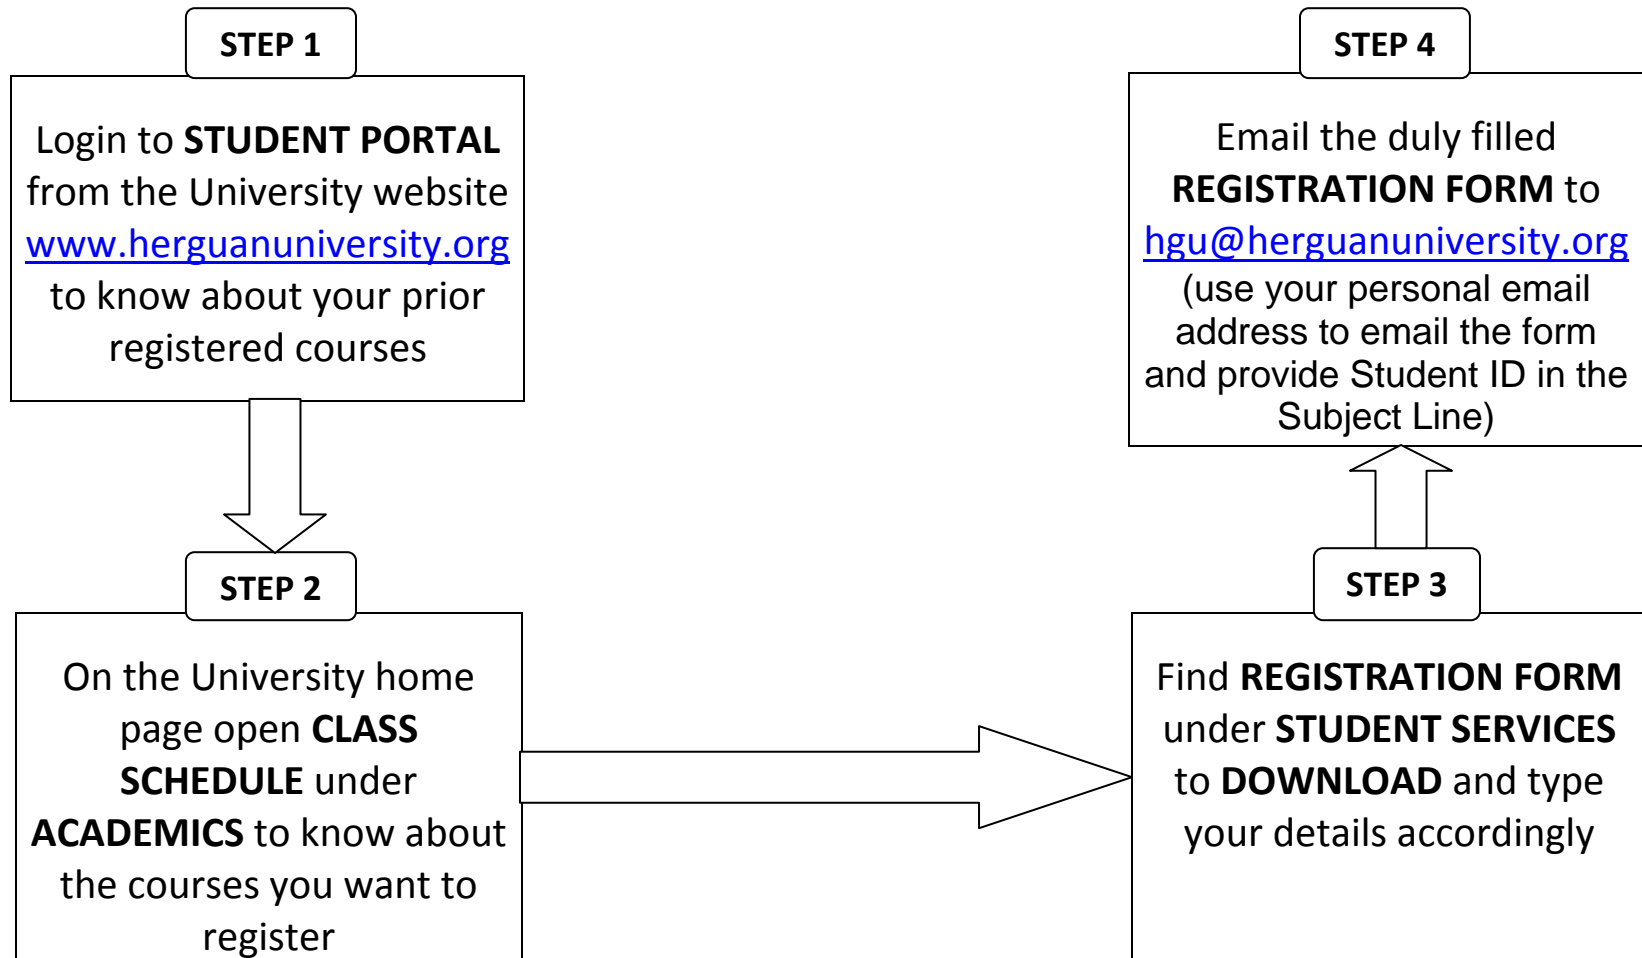 STEP 1
Login to STUDENT PORTAL
from the University website
www.herguanuniversity.org
to know about your prior
registered courses
STEP 2
On the University home
page open CLASS
SCHEDULE under
ACADEMICS to know about
the courses you want to
register
STEP 3
Find REGISTRATION FORM
under STUDENT SERVICES
to DOWNLOAD and type
your details accordingly
STEP 4
Email the duly filled
REGISTRATION FORM to
hgu@herguanuniversity.org
(use your personal email
address to email the form
and provide Student ID in the
Subject Line)